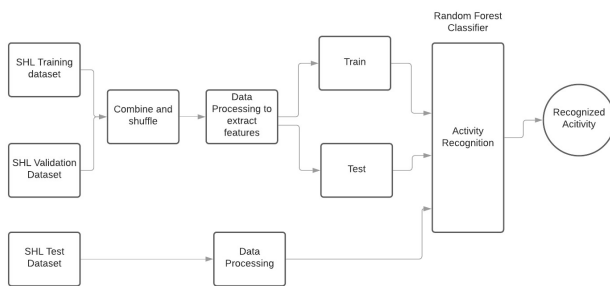 Random Forest
Classifier
SHL Training
dataset
Train
Combine and
shuffle
Data
Processing to
extract
features
Activity
Recognition
Recognized
Acitivity
SHL Validation
Dataset
Test
SHL Test
Dataset
Data
Processing